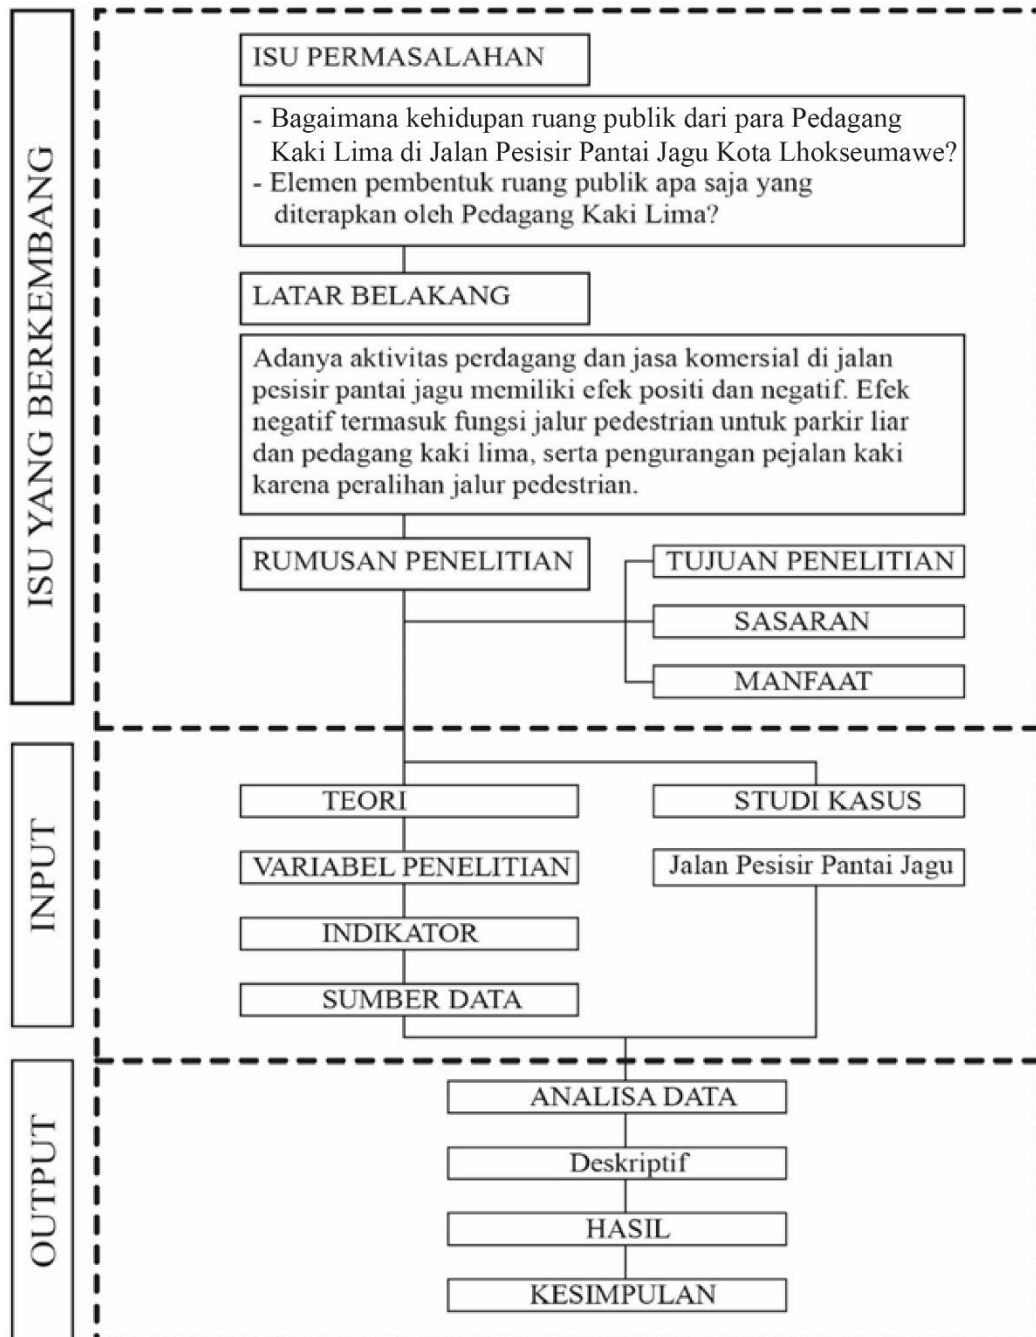 ISU YANG BERKEMBANG
ISU PERMASALAHAN
- Bagaimana kehidupan ruang publik dari para Pedagang
Kaki Lima di Jalan Pesisir Pantai Jagu Kota Lhokseumawe?
- Elemen pembentuk ruang publik apa saja yang
diterapkan oleh Pedagang Kaki Lima?
LATAR BELAKANG
Adanya aktivitas perdagang dan jasa komersial di jalan
pesisir pantai jagu memiliki efek positi dan negatif. Efek
negatif termasuk fungsi jalur pedestrian untuk parkir liar
dan pedagang kaki lima, serta pengurangan pejalan kaki
karena peralihan jalur pedestrian.
RUMUSAN PENELITIAN
TUJUAN PENELITIAN
SASARAN
MANFAAT
INPUT
TEORI
STUDI KASUS
VARIABEL PENELITIAN
Jalan Pesisir Pantai Jagu
INDIKATOR
SUMBER DATA
OUTPUT
ANALISA DATA
Deskriptif
HASIL
KESIMPULAN